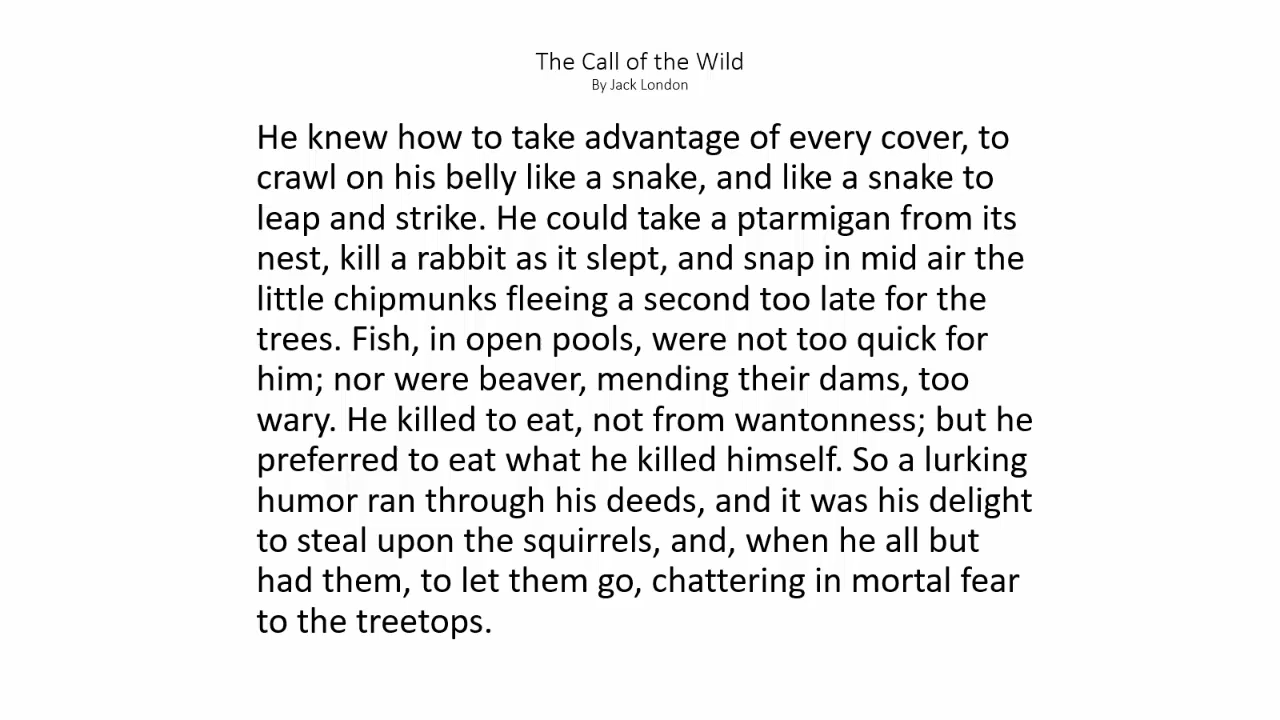 The Call of the Wild
By Jack London
He knew how to take advantage of every cover, to
crawl on his belly like a snake, and like a snake to
leap and strike. He could take a ptarmigan from its
nest, kill a rabbit as it slept, and snap in mid air the
little chipmunks fleeing a second too late for the
trees. Fish, in open pools, were not too quick for
him; nor were beaver, mending their dams, too
wary. He killed to eat, not from wantonness; but he
preferred to eat what he killed himself. So a lurking
humor ran through his deeds, and it was his delight
to steal upon the squirrels, and, when he all but
had them, to let them go, chattering in mortal fear
to the treetops.